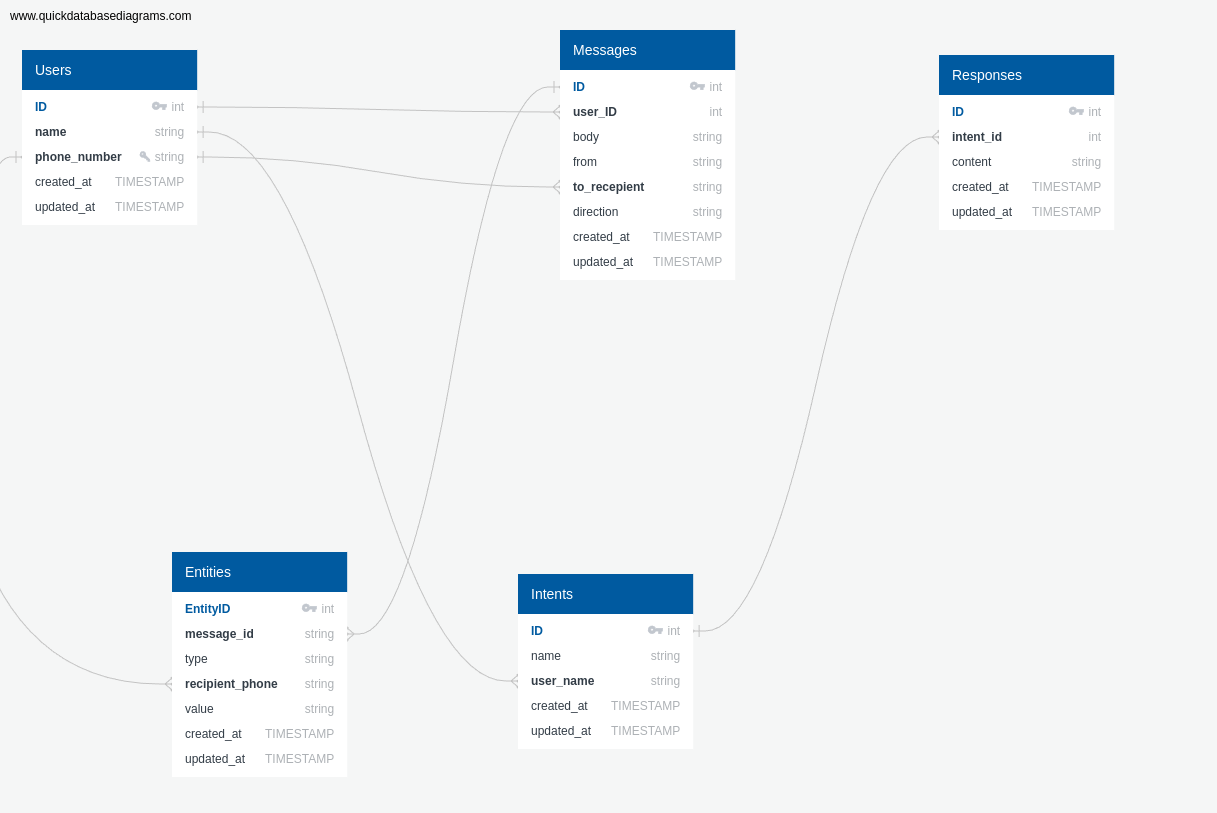 www.quickdatabasediagrams.com
Users
ID int
name string
phone_number string
created_at TIMESTAMP
updated_at TIMESTAMP
Messages
ID int
user_ID int
body string
from string
to_recepient string
direction string
created_at TIMESTAMP
updated_at TIMESTAMP
Responses
ID int
intent_id int
content string
created_at TIMESTAMP
updated_at TIMESTAMP
Entities
EntityID int
message_id string
type string
recipient_phone string
value string
created_at TIMESTAMP
updated_at TIMESTAMP
Intents
ID int
name string
user_name string
created_at TIMESTAMP
updated_at TIMESTAMP